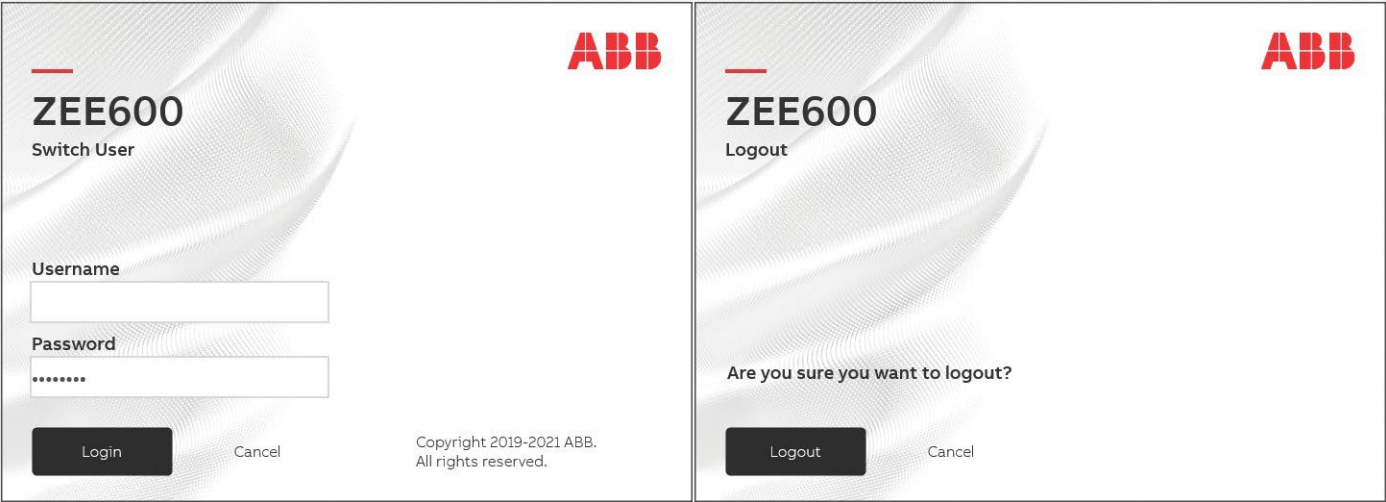 ABB
ZEE600
Switch User
Username
Password
••••••••
Login
Cancel
Copyright 2019-2021 ABB.
All rights reserved.
ABB
ZEE600
Logout
Are you sure you want to logout?
Logout
Cancel